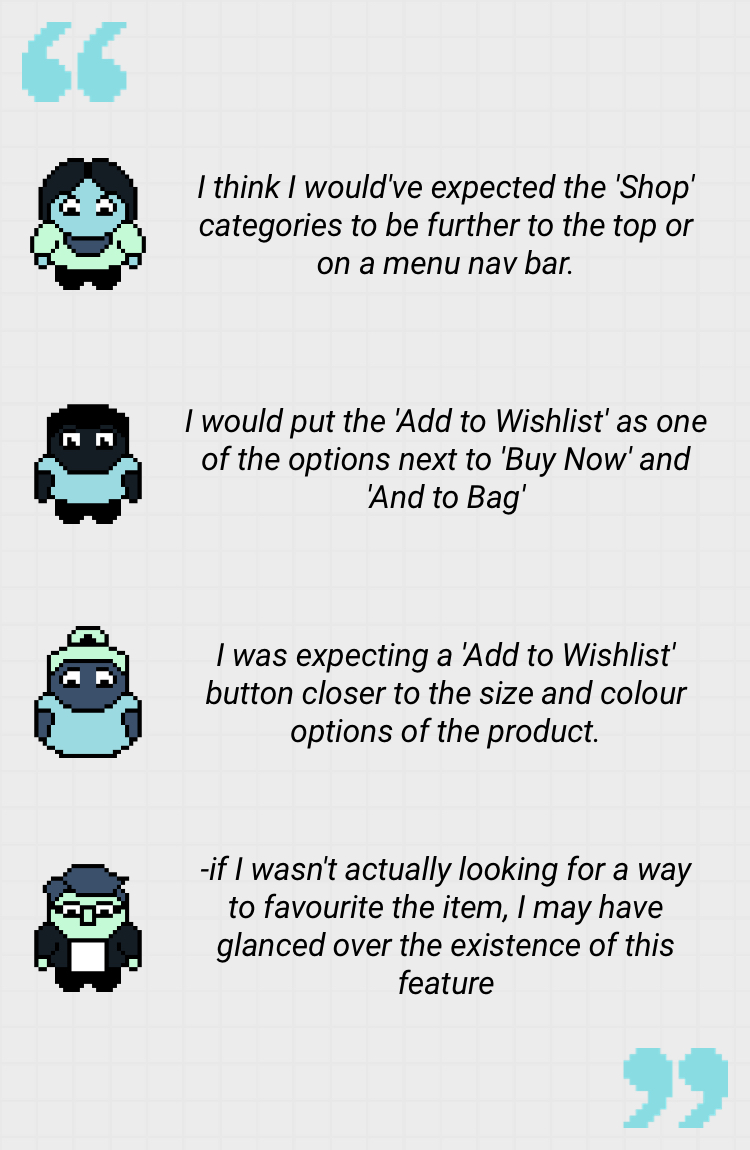 I think I would've expected the 'Shop'
categories to be further to the top or
on a menu nav bar.
I would put the 'Add to Wishlist' as one
of the options next to 'Buy Now' and
'And to Bag'
I was expecting a 'Add to Wishlist'
button closer to the size and colour
options of the product.
-if I wasn't actually looking for a way
to favourite the item, I may have
glanced over the existence of this
feature